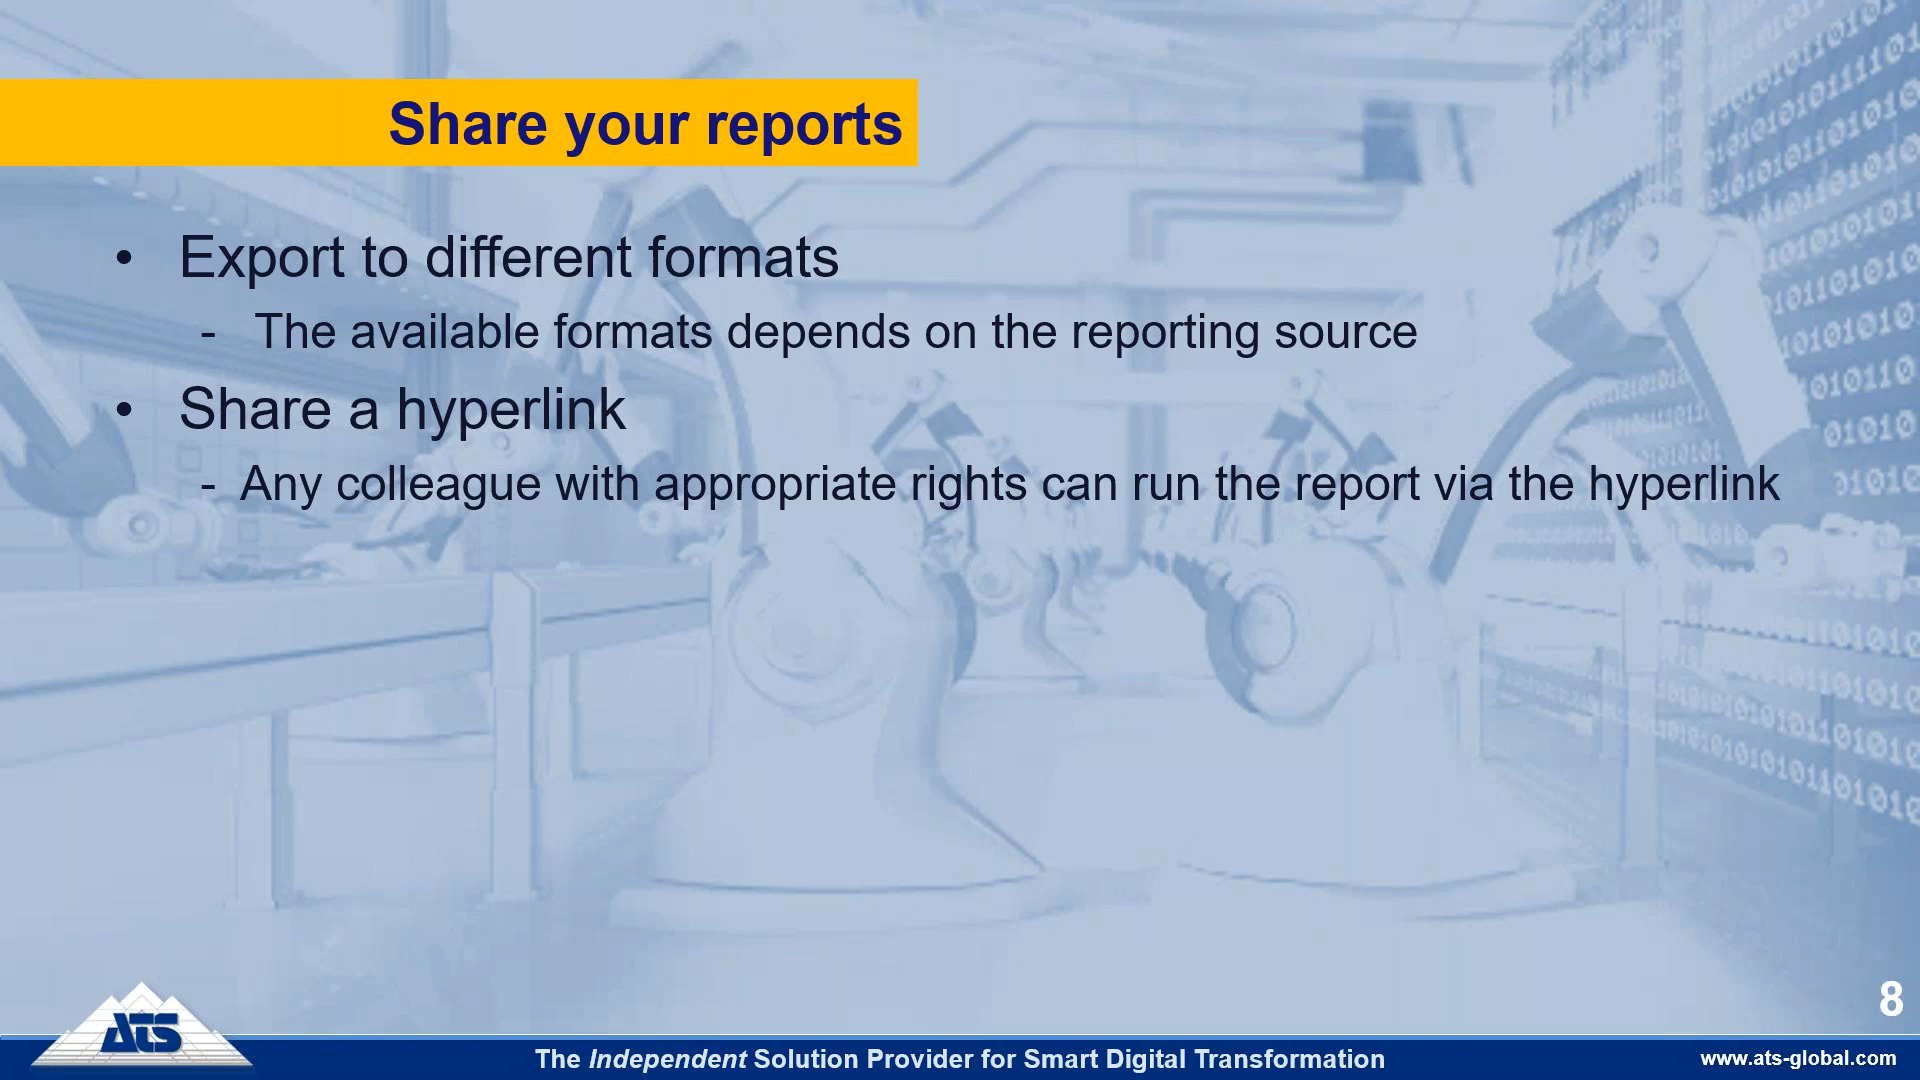 Share your reports
• Export to different formats
- The available formats depends on the reporting source
• Share a hyperlink
- Any colleague with appropriate rights can run the report via the hyperlink
8
ATS
The Independent Solution Provider for Smart Digital Transformation
www.ats-global.com